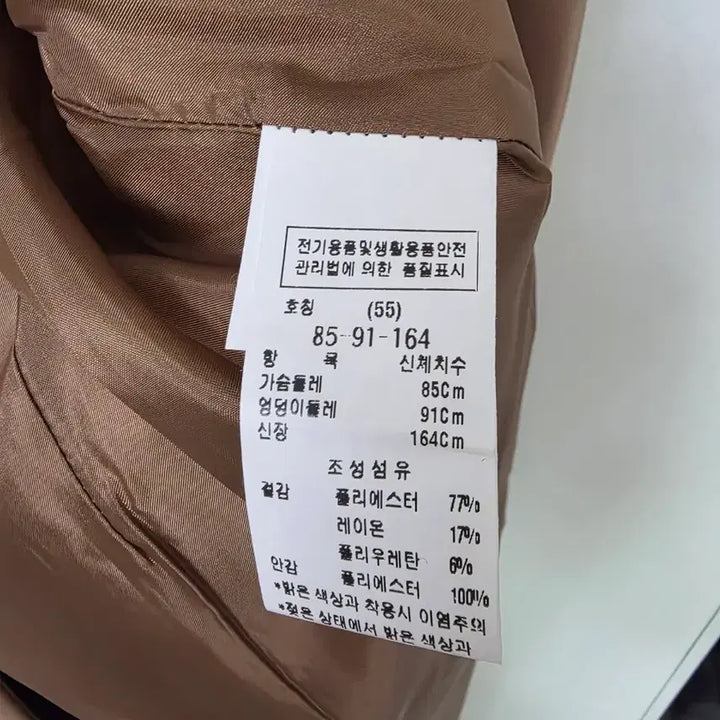 전기용품및생활용품안전
관리법에 의한 품질표시
호칭 (55)
85-91-164
항 목 신체치수
가슴둘레 85Cm
엉덩이둘레 91Cm
신장 164Cm
조성섬유
겉감 폴리에스터 77%
레이온 17%
폴리우레탄 6%
안감 폴리에스터 100%
*밝은 색상과 착용시 이염주의
*젖은 상태에서 밝은 색상과